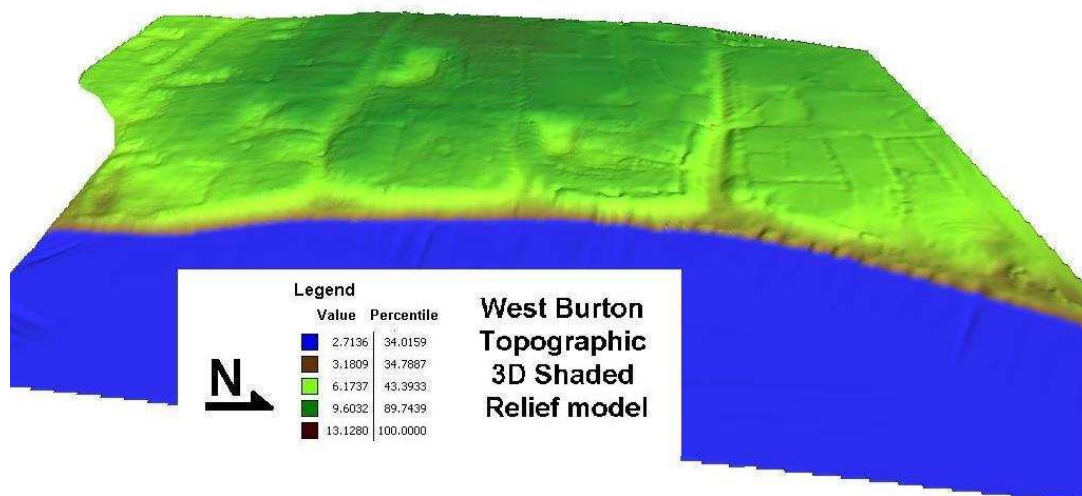 Legend
Value Percentile
2.7136 34.0159
3.1809 34.7887
6.1737 43.3933
9.6032 89.7439
13.1280 100.0000
N
West Burton
Topographic
3D Shaded
Relief model